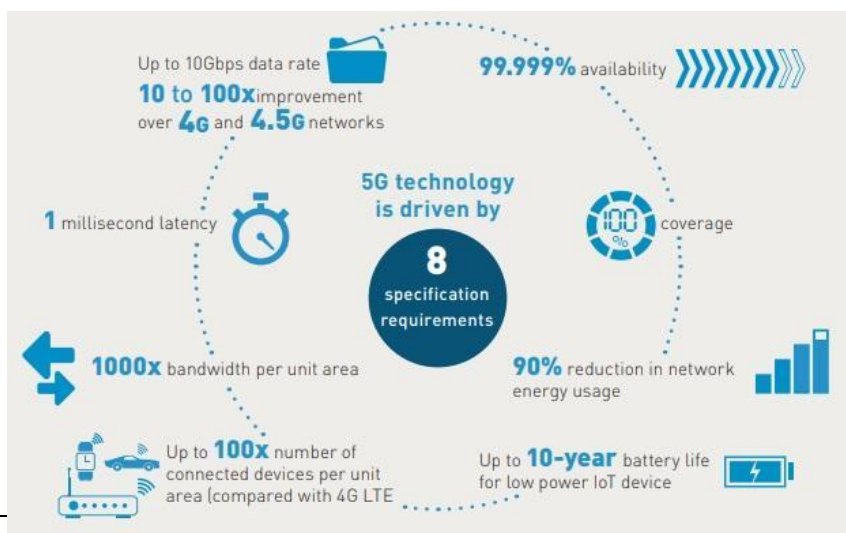 Up to 10Gbps data rate
10 to 100x improvement
over 4G and 4.5G networks
99.999% availability
5G technology
is driven by
8
specification
requirements
1 millisecond latency
100
%
coverage
1000x bandwidth per unit area
90% reduction in network
energy usage
Up to 100x number of
connected devices per unit
area (compared with 4G LTE
Up to 10-year battery life
for low power IoT device